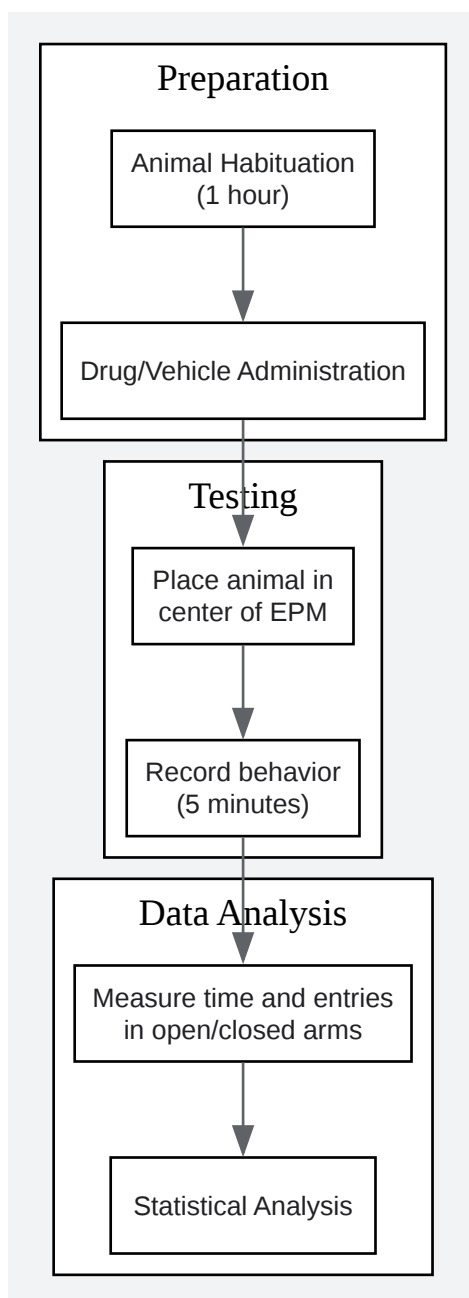 Preparation
Animal Habituation
(1 hour)
Drug/Vehicle Administration
Testing
Place animal in
center of EPM
Record behavior
(5 minutes)
Data Analysis
Measure time and entries
in open/closed arms
Statistical Analysis